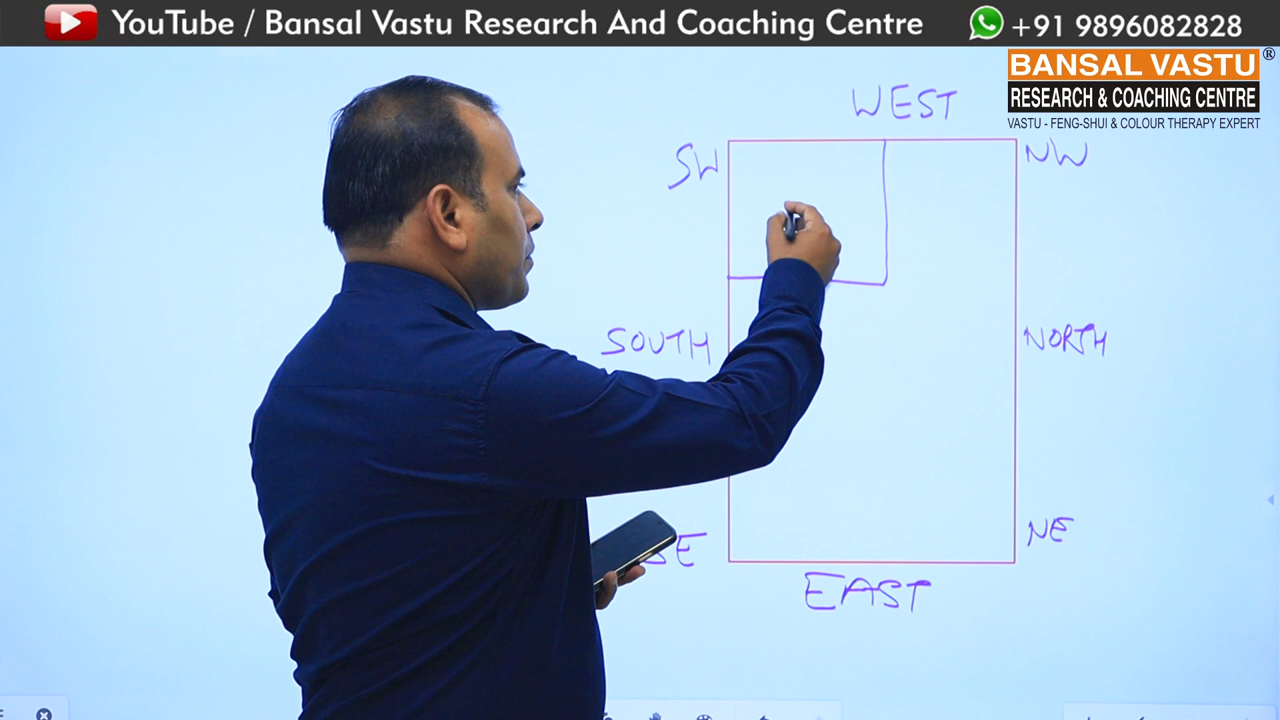 YouTube / Bansal Vastu Research And Coaching Centre +91 9896082828
BANSAL VASTU ®
RESEARCH & COACHING CENTRE
VASTU - FENG-SHUI & COLOUR THERAPY EXPERT
WEST
SW
NW
SOUTH
NORTH
NE
SE
EAST